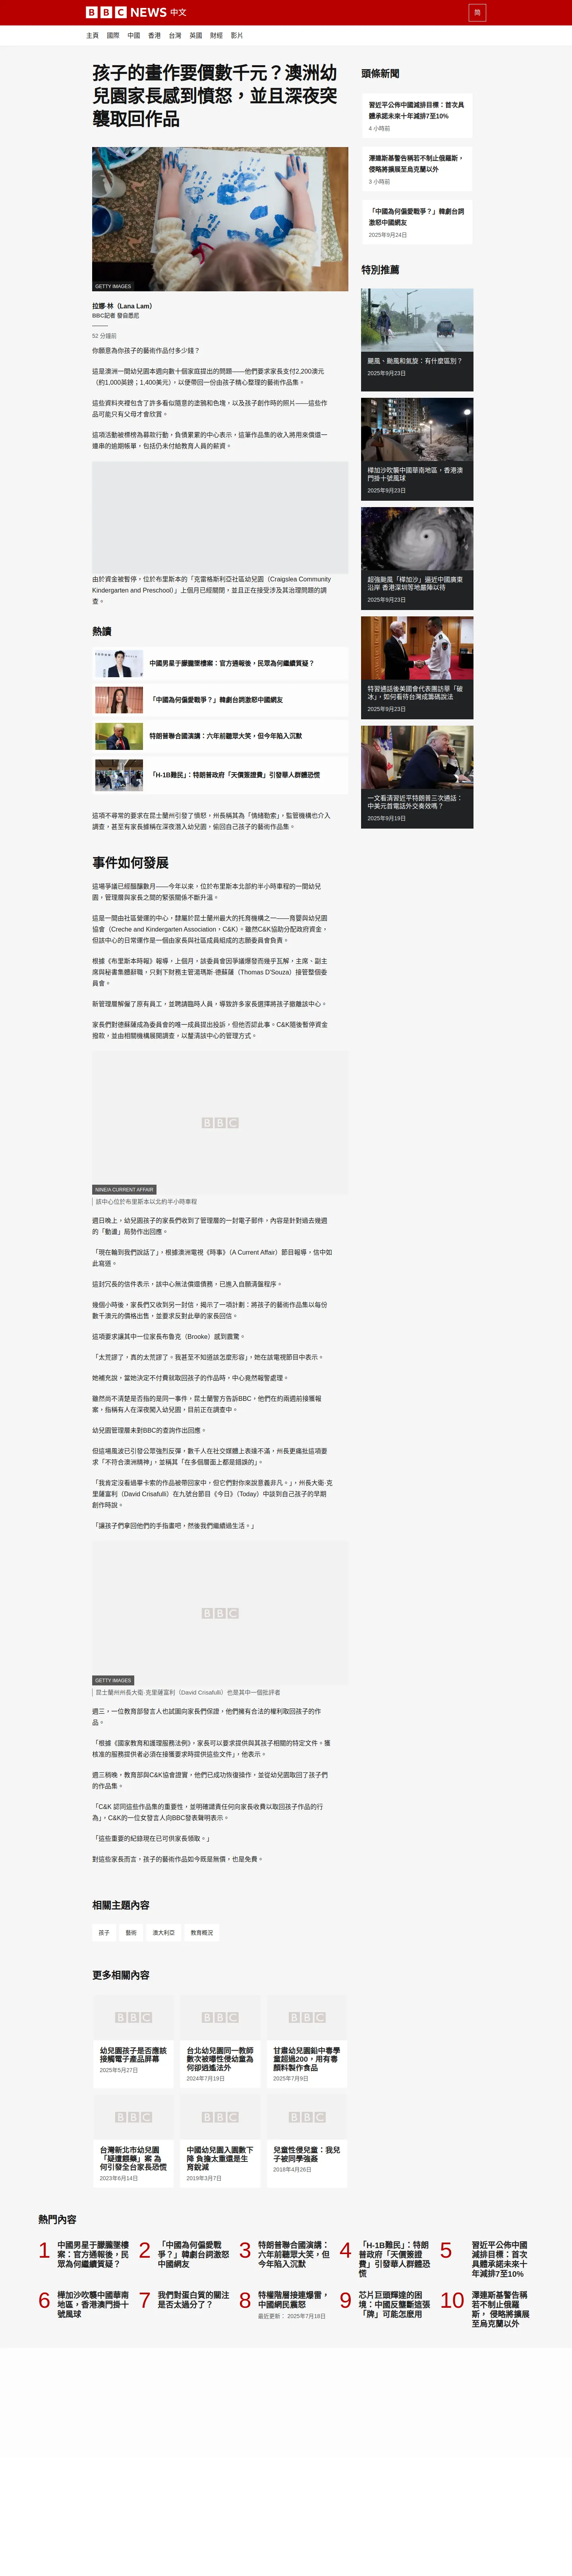 BBC NEWS 中文
简
主頁 國際 中國 香港 台灣 英國 財經 影片
孩子的畫作要價數千元？澳洲幼
兒園家長感到憤怒，並且深夜突
襲取回作品
GETTY IMAGES
拉娜·林（Lana Lam）
BBC記者 發自悉尼
52 分鐘前
你願意為你孩子的藝術作品付多少錢？
這是澳洲一間幼兒園本週向數十個家庭提出的問題——他們要求家長支付2,200澳元
（約1,000英鎊；1,400美元），以便帶回一份由孩子精心整理的藝術作品集。
這些資料夾裡包含了許多看似隨意的塗鴉和色塊，以及孩子創作時的照片——這些作
品可能只有父母才會欣賞。
這項活動被標榜為募款行動，負債累累的中心表示，這筆作品集的收入將用來償還一
連串的逾期帳單，包括仍未付給教育人員的薪資。
由於資金被暫停，位於布里斯本的「克雷格斯利亞社區幼兒園（Craigslea Community
Kindergarten and Preschool）」上個月已經關閉，並且正在接受涉及其治理問題的調
查。
熱讀
中國男星于朦朧墜樓案：官方通報後，民眾為何繼續質疑？
「中國為何偏愛戰爭？」韓劇台詞激怒中國網友
特朗普聯合國演講：六年前聽眾大笑，但今年陷入沉默
「H-1B難民」：特朗普政府「天價簽證費」引發華人群體恐慌
這項不尋常的要求在昆士蘭州引發了憤怒，州長稱其為「情緒勒索」，監管機構也介入
調查，甚至有家長據稱在深夜潛入幼兒園，偷回自己孩子的藝術作品集。
事件如何發展
這場爭議已經醞釀數月——今年以來，位於布里斯本北部約半小時車程的一間幼兒
園，管理層與家長之間的緊張關係不斷升溫。
這是一間由社區營運的中心，隸屬於昆士蘭州最大的托育機構之一——育嬰與幼兒園
協會（Creche and Kindergarten Association，C&K）。雖然C&K協助分配政府資金，
但該中心的日常運作是一個由家長與社區成員組成的志願委員會負責。
根據《布里斯本時報》報導，上個月，該委員會因爭議爆發而幾乎瓦解，主席、副主
席與秘書集體辭職，只剩下財務主管湯瑪斯·德蘇薩（Thomas D'Souza）接管整個委
員會。
新管理層解僱了原有員工，並聘請臨時人員，導致許多家長選擇將孩子撤離該中心。
家長們對德蘇薩成為委員會的唯一成員提出投訴，但他否認此事。C&K隨後暫停資金
撥款，並由相關機構展開調查，以釐清該中心的管理方式。
BBC
NINE/A CURRENT AFFAIR
該中心位於布里斯本以北約半小時車程
週日晚上，幼兒園孩子的家長們收到了管理層的一封電子郵件，內容是針對過去幾週
的「動盪」局勢作出回應。
「現在輪到我們說話了」，根據澳洲電視《時事》（A Current Affair）節目報導，信中如
此寫道。
這封冗長的信件表示，該中心無法償還債務，已進入自願清盤程序。
幾個小時後，家長們又收到另一封信，揭示了一項計劃：將孩子的藝術作品集以每份
數千澳元的價格出售，並要求反對此舉的家長回信。
這項要求讓其中一位家長布魯克（Brooke）感到震驚。
「太荒謬了，真的太荒謬了。我甚至不知道該怎麼形容」，她在該電視節目中表示。
她補充說，當她決定不付費就取回孩子的作品時，中心竟然報警處理。
雖然尚不清楚是否指的是同一事件，昆士蘭警方告訴BBC，他們在約兩週前接獲報
案，指稱有人在深夜闖入幼兒園，目前正在調查中。
幼兒園管理層未對BBC的查詢作出回應。
但這場風波已引發公眾強烈反彈，數千人在社交媒體上表達不滿，州長更痛批這項要
求「不符合澳洲精神」，並稱其「在多個層面上都是錯誤的」。
「我肯定沒看過畢卡索的作品被帶回家中，但它們對你來說意義非凡。」，州長大衛·克
里薩富利（David Crisafulli）在九號台節目《今日》（Today）中談到自己孩子的早期
創作時說。
「讓孩子們拿回他們的手指畫吧，然後我們繼續過生活。」
BBC
GETTY IMAGES
昆士蘭州州長大衛·克里薩富利（David Crisafulli）也是其中一個批評者
週三，一位教育部發言人也試圖向家長們保證，他們擁有合法的權利取回孩子的作
品。
「根據《國家教育和護理服務法例》，家長可以要求提供與其孩子相關的特定文件。獲
核准的服務提供者必須在接獲要求時提供這些文件」，他表示。
週三稍晚，教育部與C&K協會證實，他們已成功恢復操作，並從幼兒園取回了孩子們
的作品集。
「C&K 認同這些作品集的重要性，並明確譴責任何向家長收費以取回孩子作品的行
為」，C&K的一位女發言人向BBC發表聲明表示。
「這些重要的紀錄現在已可供家長領取。」
對這些家長而言，孩子的藝術作品如今既是無價，也是免費。
相關主題內容
孩子 藝術 澳大利亞 教育概況
更多相關內容
BBC
幼兒園孩子是否應該
接觸電子產品屏幕
2025年5月27日
BBC
台北幼兒園同一教師
數次被曝性侵幼童為
何卻逍遙法外
2024年7月19日
BBC
甘肅幼兒園鉛中毒學
童超過200，用有毒
顏料製作食品
2025年7月9日
BBC
台灣新北市幼兒園
「疑遭餵藥」案 為
何引發全台家長恐慌
2023年6月14日
BBC
中國幼兒園入園數下
降 負擔太重還是生
育銳減
2019年3月7日
BBC
兒童性侵兒童：我兒
子被同學強姦
2018年4月26日
頭條新聞
習近平公佈中國減排目標：首次具
體承諾未來十年減排7至10%
4 小時前
澤連斯基警告稱若不制止俄羅斯，
侵略將擴展至烏克蘭以外
3 小時前
「中國為何偏愛戰爭？」韓劇台詞
激怒中國網友
2025年9月24日
特別推薦
颶風、颱風和氣旋：有什麼區別？
2025年9月23日
樺加沙吹襲中國華南地區，香港澳
門掛十號風球
2025年9月23日
超強颱風「樺加沙」逼近中國廣東
沿岸 香港深圳等地嚴陣以待
2025年9月23日
特習通話後美國會代表團訪華「破
冰」，如何看待台灣成籌碼說法
2025年9月23日
一文看清習近平特朗普三次通話：
中美元首電話外交奏效嗎？
2025年9月19日
熱門內容
1 中國男星于朦朧墜樓
案：官方通報後，民
眾為何繼續質疑？
2 「中國為何偏愛戰
爭？」韓劇台詞激怒
中國網友
3 特朗普聯合國演講：
六年前聽眾大笑，但
今年陷入沉默
4 「H-1B難民」：特朗
普政府「天價簽證
費」引發華人群體恐
慌
5 習近平公佈中國
減排目標：首次
具體承諾未來十
年減排7至10%
6 樺加沙吹襲中國華南
地區，香港澳門掛十
號風球
7 我們對蛋白質的關注
是否太過分了？
8 特權階層接連爆雷，
中國網民震怒
最近更新： 2025年7月18日
9 芯片巨頭輝達的困
境：中國反壟斷這張
「牌」可能怎麼用
10 澤連斯基警告稱
若不制止俄羅
斯， 侵略將擴展
至烏克蘭以外